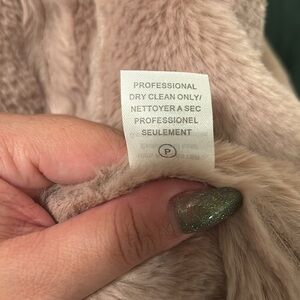 PROFESSIONAL
DRY CLEAN ONLY/
NETTOYER A SEC
PROFESSIONEL
SEULEMENT
P